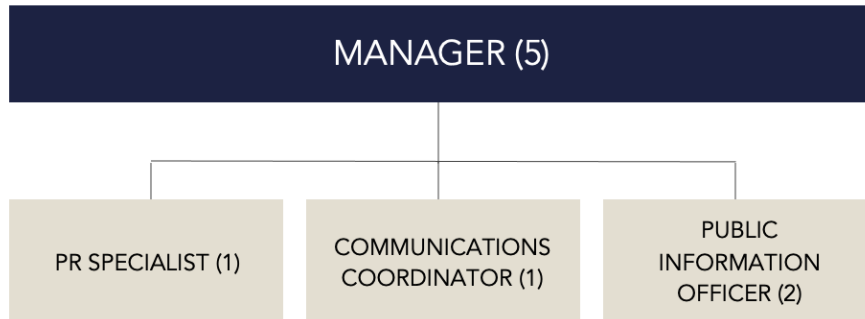 MANAGER (5)
PR SPECIALIST (1)
COMMUNICATIONS
COORDINATOR (1)
PUBLIC
INFORMATION
OFFICER (2)